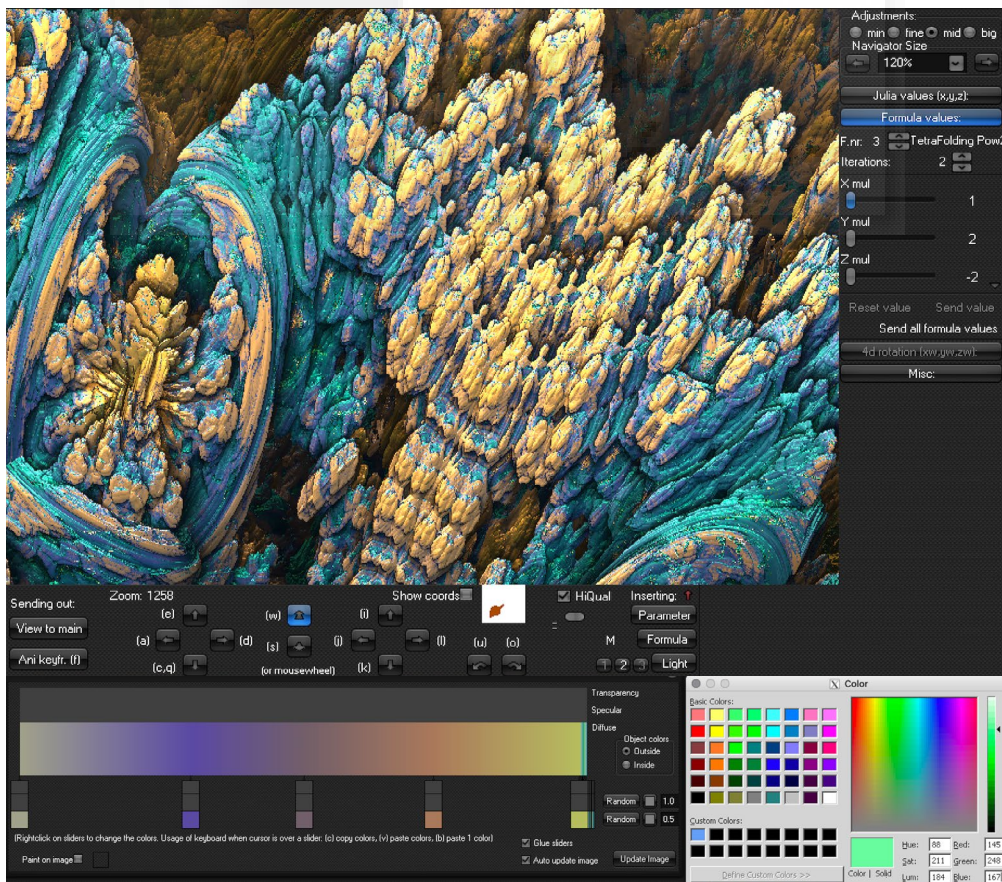 Adjustments:
min fine mid big
Navigator Size
120%
Julia values (x,y,z):
Formula values:
F.nr: 3 TetraFolding Pow
Iterations: 2
X mul
1
Y mul
2
Z mul
-2
Reset value Send value
Send all formula values
4d rotation (xw,yw,zw):
Misc:
Sending out:
View to main
Ani keyfr. (f)
Zoom: 1258
Show coords
HiQual
Inserting:
(e) (w) (i)
Parameter
(a) (d) (s) (j) (l) (u) (o)
M
Formula
(c,q) (or mousewheel) (k)
1 2 3
Light
Transparency
Specular
Diffuse
Object colors
Outside
Inside
Random 1.0
Random 0.5
(Rightclick on sliders to change the colors. Usage of keyboard when cursor is over a slider: (c) copy colors, (v) paste colors, (b) paste 1 color)
Glue sliders
Paint on image
Auto update image
Update Image
X Color
Basic Colors:
Custom Colors:
Define Custom Colors >>
Color | Solid
Hue: 88 Red: 145
Sat: 211 Green: 248
Lum: 184 Blue: 167